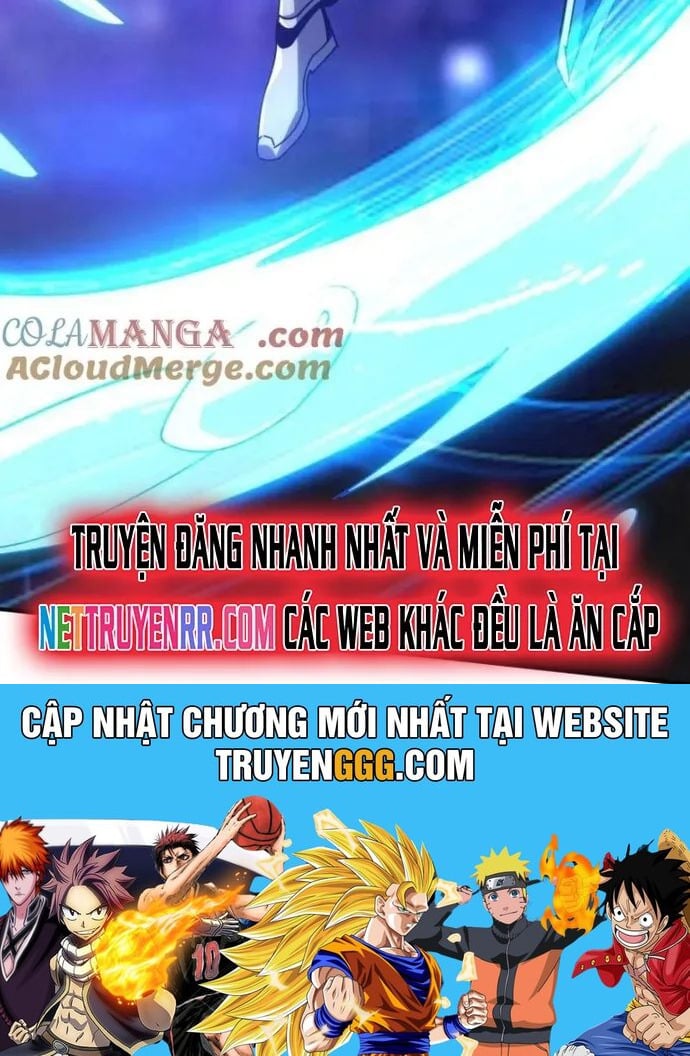 COLAMANGA .com
ACloudMerge.com
TRUYỆN ĐĂNG NHANH NHẤT VÀ MIỄN PHÍ TẠI
NETTRUYENRR.COM CÁC WEB KHÁC ĐỀU LÀ ĂN CẮP
CẬP NHẬT CHƯƠNG MỚI NHẤT TẠI WEBSITE
TRUYENGGG.COM
10